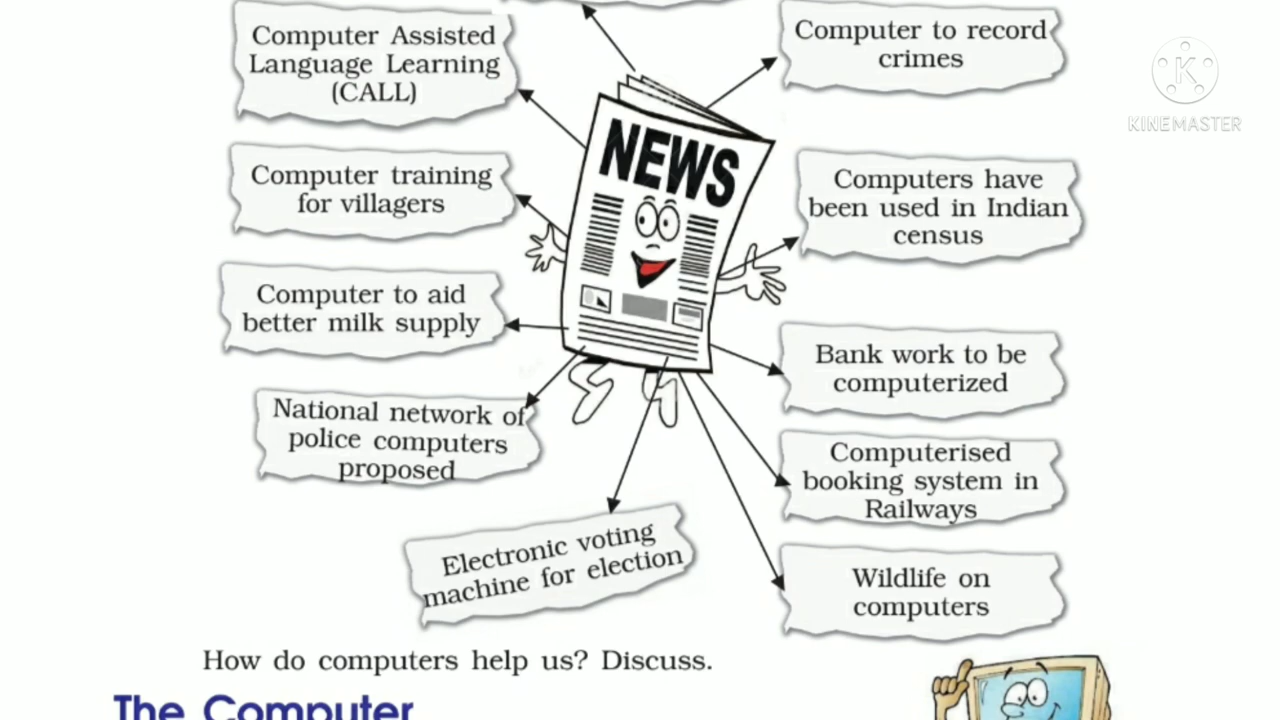 Computer Assisted
Language Learning
(CALL)
Computer to record
crimes
K
KINEMASTER
NEWS
Computer training
for villagers
Computers have
been used in Indian
census
Computer to aid
better milk supply
Bank work to be
computerized
National network of
police computers
proposed
Computerised
booking system in
Railways
Electronic voting
machine for election
Wildlife on
computers
How do computers help us? Discuss.
The Computer